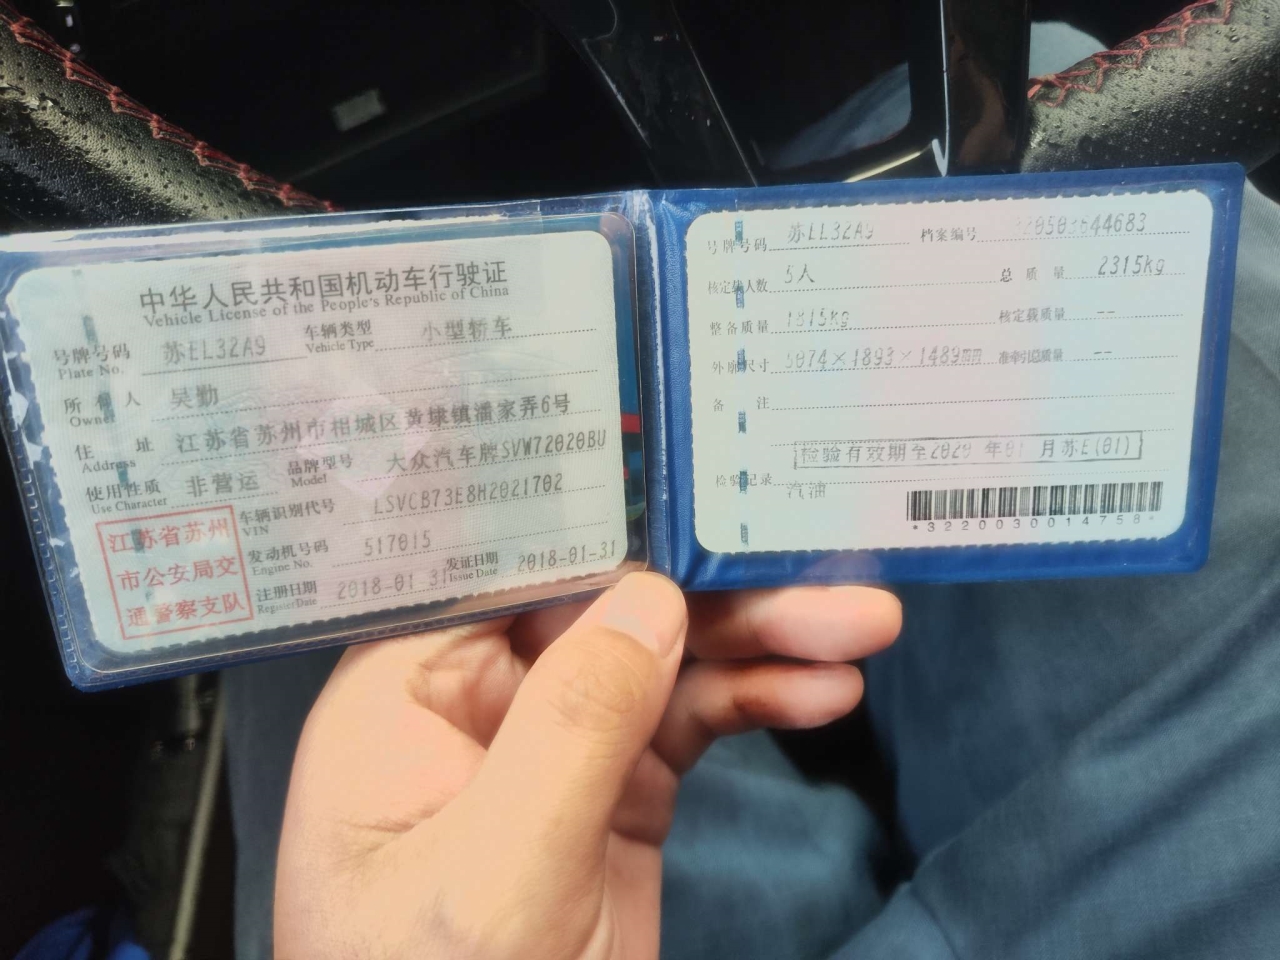 中华人民共和国机动车行驶证
Vehicle License of the People's Republic of China
号牌号码 苏EL32A9 车辆类型 小型轿车
Plate No. Vehicle Type
所有人 吴勤
Owner
住址 江苏省苏州市相城区黄埭镇潘家弄6号
Address
使用性质 非营运 品牌型号 大众汽车牌SVW72020BU
Use Character Model
江苏省苏州市公安局交通警察支队
车辆识别代号 LSVCB73E8H2021702
VIN
发动机号码 517015
Engine No.
注册日期 2018-01-31 发证日期 2018-01-31
Register Date Issue Date
号牌号码 苏EL32A9 档案编号
核定载人数 5人 总质量 2315kg
整备质量 1815kg 核定载质量 --
外廓尺寸 5074×1893×1489mm 准牵引总质量 --
备注
检验有效期至2020年01月苏E(01)
检验记录
汽油
*3220030014758*